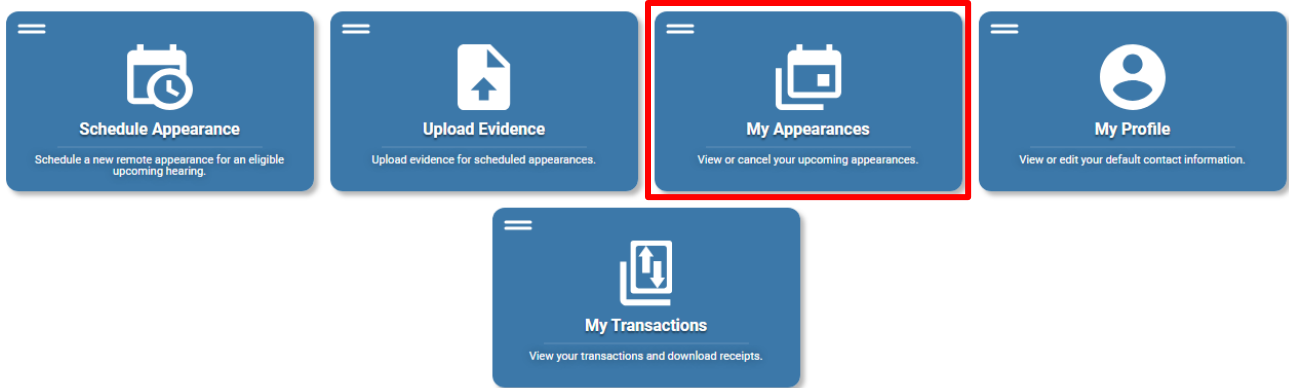 Schedule Appearance
Schedule a new remote appearance for an eligible
upcoming hearing.
Upload Evidence
Upload evidence for scheduled appearances.
My Appearances
View or cancel your upcoming appearances.
My Profile
View or edit your default contact information.
My Transactions
View your transactions and download receipts.